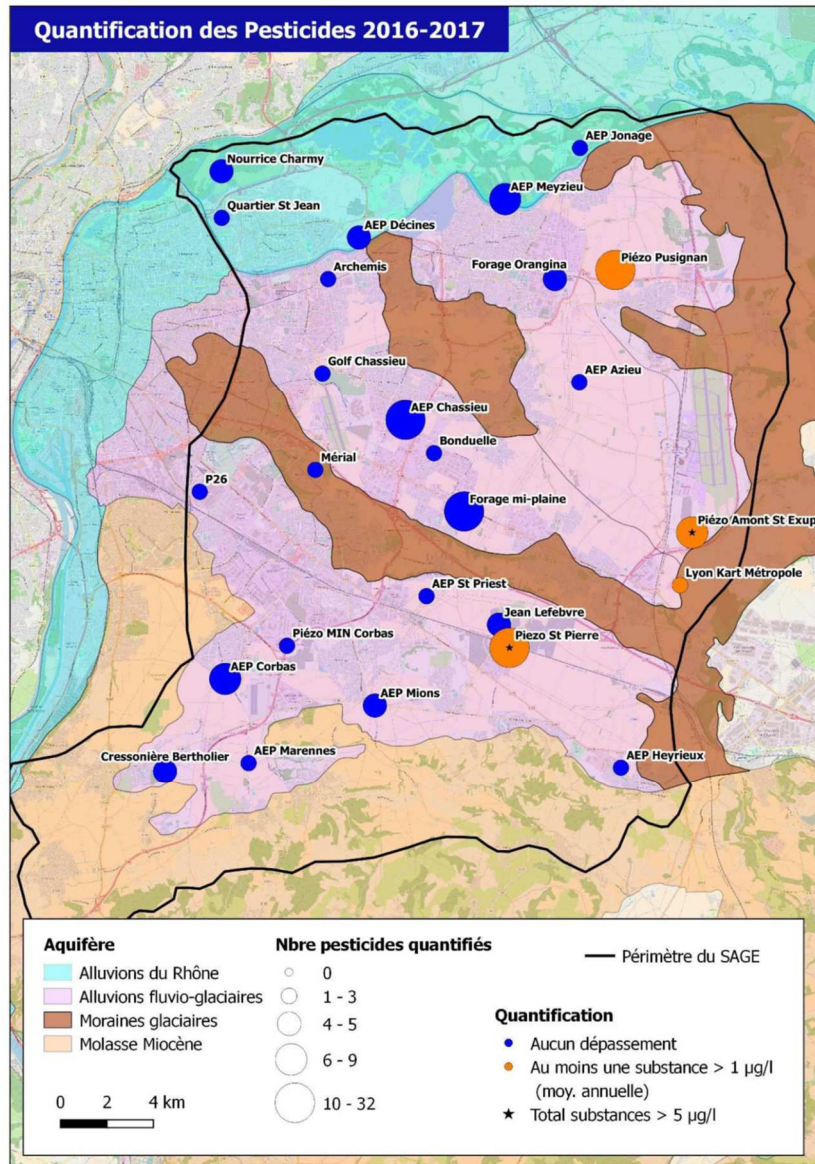 Quantification des Pesticides 2016-2017
AEP Jonage
Nourrice Charmy
AEP Meyzieu
Quartier St Jean
AEP Décines
Archemis
Forage Orangina
Piézo Pusignan
Golf Chassieu
AEP Azieu
AEP Chassieu
Bonduelle
Mérial
P26
Forage mi-plaine
Piézo Amont St Exup
Lyon Kart Métropole
AEP St Priest
Jean Lefebvre
Piezo St Pierre
Piézo MIN Corbas
AEP Corbas
AEP Mions
Cressonière Bertholier
AEP Marennes
AEP Heyrieux
Aquifère
Alluvions du Rhône
Alluvions fluvio-glaciaires
Moraines glaciaires
Molasse Miocène
0 2 4 km
Nbre pesticides quantifiés
0
1 - 3
4 - 5
6 - 9
10 - 32
Périmètre du SAGE
Quantification
Aucun dépassement
Au moins une substance > 1 µg/l
(moy. annuelle)
Total substances > 5 µg/l